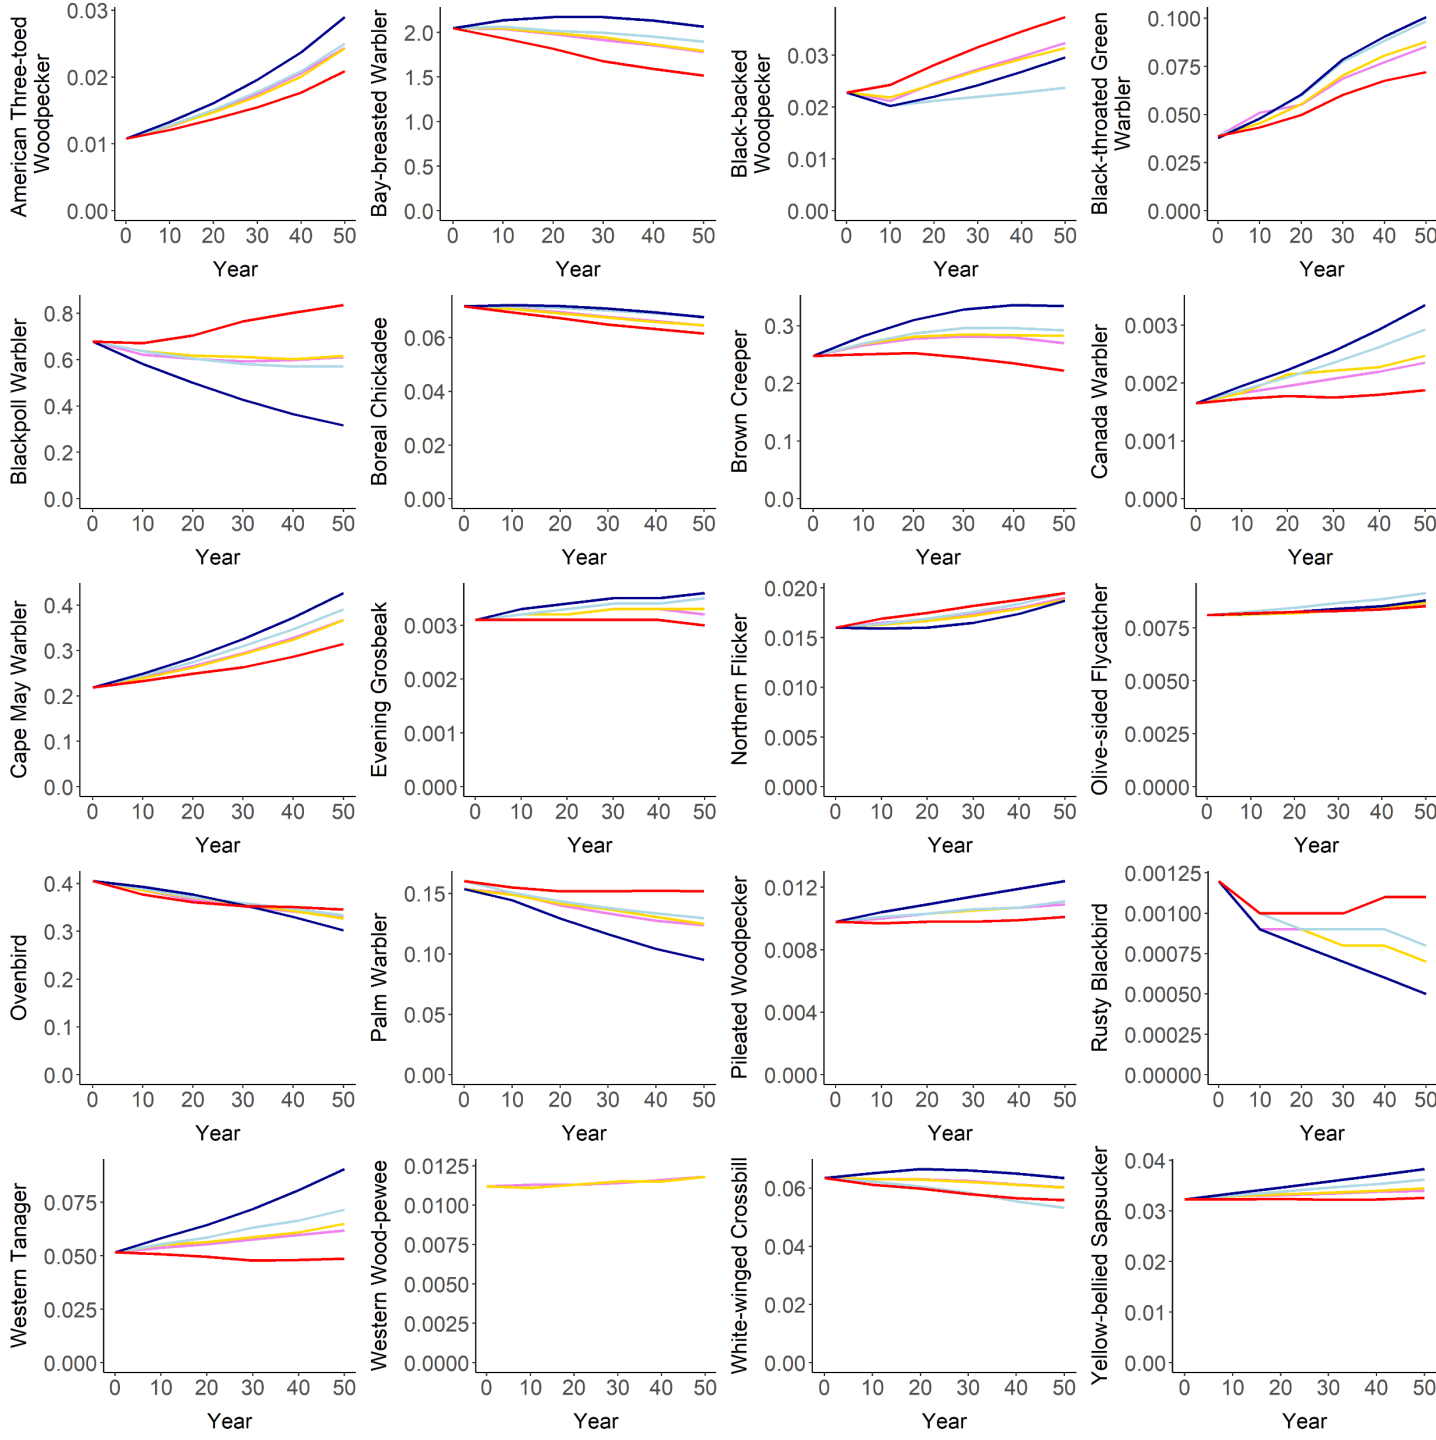 American Three-toed
Woodpecker
0.03
0.02
0.01
0.00
0 10 20 30 40 50
Year
Bay-breasted Warbler
2.0
1.5
1.0
0.5
0.0
0 10 20 30 40 50
Year
Black-backed
Woodpecker
0.03
0.02
0.01
0.00
0 10 20 30 40 50
Year
Black-throated Green
Warbler
0.100
0.075
0.050
0.025
0.000
0 10 20 30 40 50
Year
Blackpoll Warbler
0.8
0.6
0.4
0.2
0.0
0 10 20 30 40 50
Year
Boreal Chickadee
0.06
0.04
0.02
0.00
0 10 20 30 40 50
Year
Brown Creeper
0.3
0.2
0.1
0.0
0 10 20 30 40 50
Year
Canada Warbler
0.003
0.002
0.001
0.000
0 10 20 30 40 50
Year
Cape May Warbler
0.4
0.3
0.2
0.1
0.0
0 10 20 30 40 50
Year
Evening Grosbeak
0.003
0.002
0.001
0.000
0 10 20 30 40 50
Year
Northern Flicker
0.020
0.015
0.010
0.005
0.000
0 10 20 30 40 50
Year
Olive-sided Flycatcher
0.0075
0.0050
0.0025
0.0000
0 10 20 30 40 50
Year
Ovenbird
0.4
0.3
0.2
0.1
0.0
0 10 20 30 40 50
Year
Palm Warbler
0.15
0.10
0.05
0.00
0 10 20 30 40 50
Year
Pileated Woodpecker
0.012
0.008
0.004
0.000
0 10 20 30 40 50
Year
Rusty Blackbird
0.00125
0.00100
0.00075
0.00050
0.00025
0.00000
0 10 20 30 40 50
Year
Western Tanager
0.075
0.050
0.025
0.000
0 10 20 30 40 50
Year
Western Wood-pewee
0.0125
0.0100
0.0075
0.0050
0.0025
0.0000
0 10 20 30 40 50
Year
White-winged Crossbill
0.06
0.04
0.02
0.00
0 10 20 30 40 50
Year
Yellow-bellied Sapsucker
0.04
0.03
0.02
0.01
0.00
0 10 20 30 40 50
Year